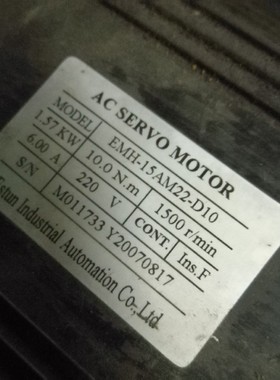 AC SERVO MOTOR
MODEL EMH-15AM22-D10
1.57 KW 10.0 N.m 1500 r/min
6.00 A 220 V CONT. Ins.F
S/N M011733 Y20070817
Estun Industrial Automation Co.,Ltd